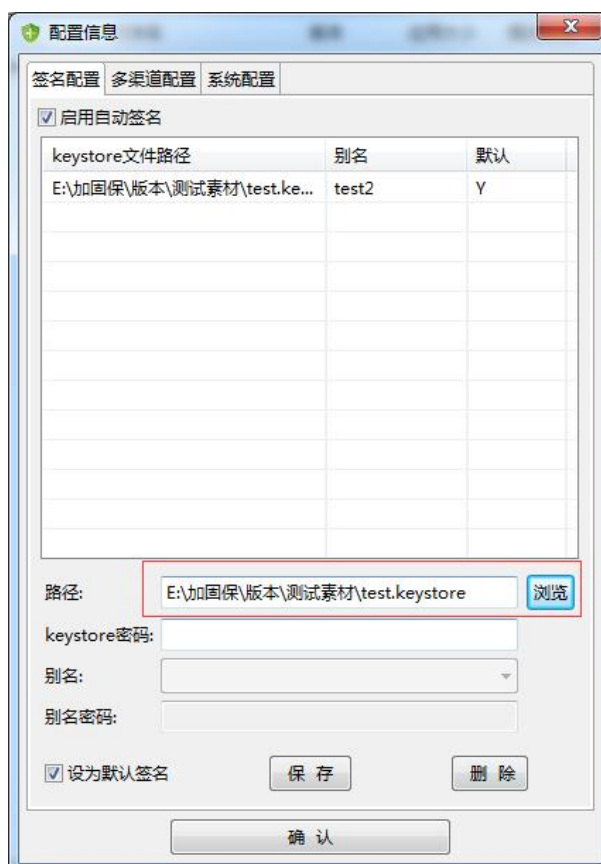 配置信息
签名配置 多渠道配置 系统配置
启用自动签名
keystore文件路径 别名 默认
E:\加固保\版本\测试素材\test.ke... test2 Y
路径: E:\加固保\版本\测试素材\test.keystore 浏览
keystore密码:
别名:
别名密码:
设为默认签名 保 存 删 除
确 认